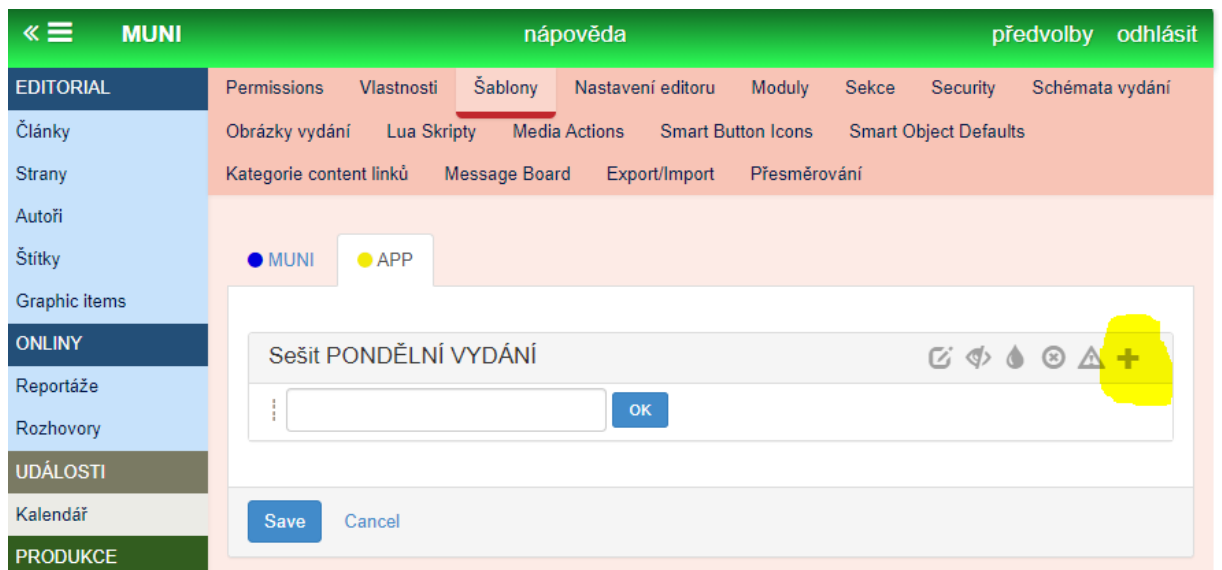 MUNI nápověda předvolby odhlásit
EDITORIAL
Články
Strany
Autoři
Štítky
Graphic items
ONLINY
Reportáže
Rozhovory
UDÁLOSTI
Kalendář
PRODUKCE
Permissions Vlastnosti Šablony Nastavení editoru Moduly Sekce Security Schémata vydání
Obrázky vydání Lua Skripty Media Actions Smart Button Icons Smart Object Defaults
Kategorie content linků Message Board Export/Import Přesměrování
MUNI APP
Sešit PONDĚLNÍ VYDÁNÍ
OK
Save Cancel